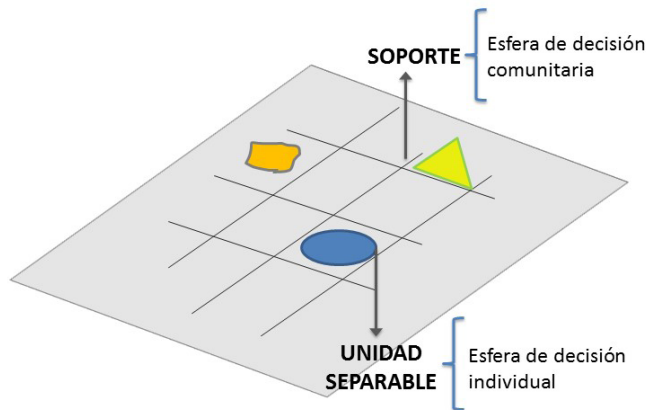 SOPORTE
Esfera de decisión
comunitaria
UNIDAD
SEPARABLE
Esfera de decisión
individual